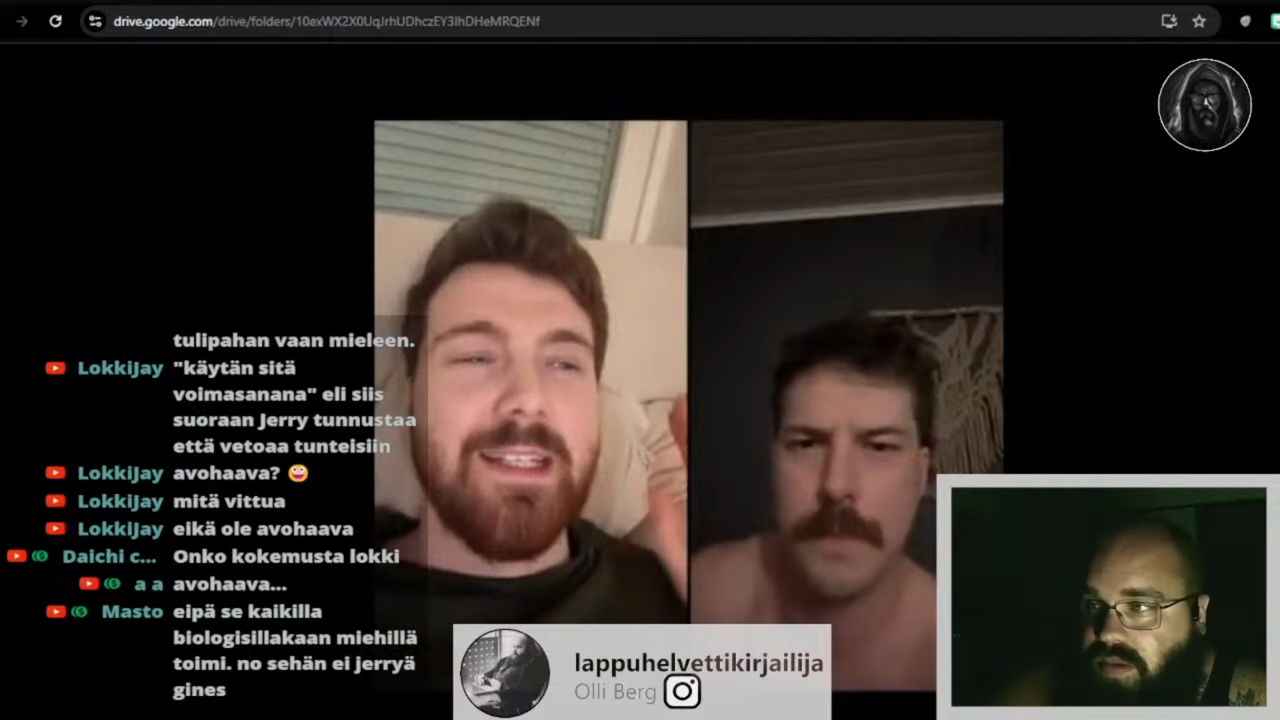 drive.google.com/drive/folders/10exWX2X0UqJrhUDhczEY3IhDHeMRQENf
tulipahan vaan mieleen.
LokkiJay "käytän sitä
voimasanana" eli siis
suoraan Jerry tunnustaa
että vetoaa tunteisiin
LokkiJay avohaava? 😀
LokkiJay mitä vittua
LokkiJay eikä ole avohaava
Daichi c... Onko kokemusta lokki
a a avohaava...
Masto eipä se kaikilla
biologisillakaan miehillä
toimi. no sehän ei jerryä
gines
lappuhelvettikirjailija
Olli Berg